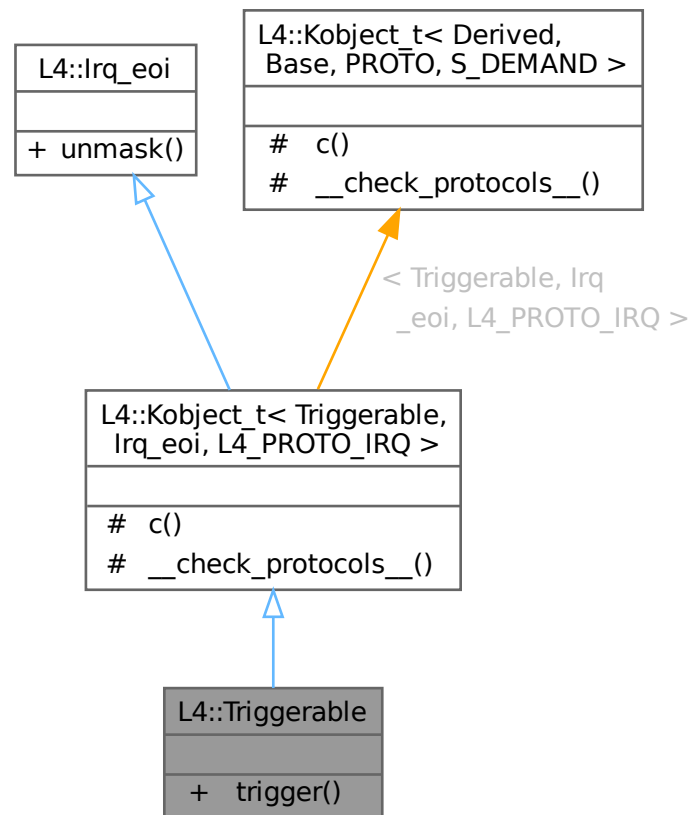 L4::Irq_eoi
+ unmask()
L4::Kobject_t< Derived,
Base, PROTO, S_DEMAND >
# c()
# __check_protocols__()
< Triggerable, Irq
_eoi, L4_PROTO_IRQ >
L4::Kobject_t< Triggerable,
Irq_eoi, L4_PROTO_IRQ >
# c()
# __check_protocols__()
L4::Triggerable
+ trigger()